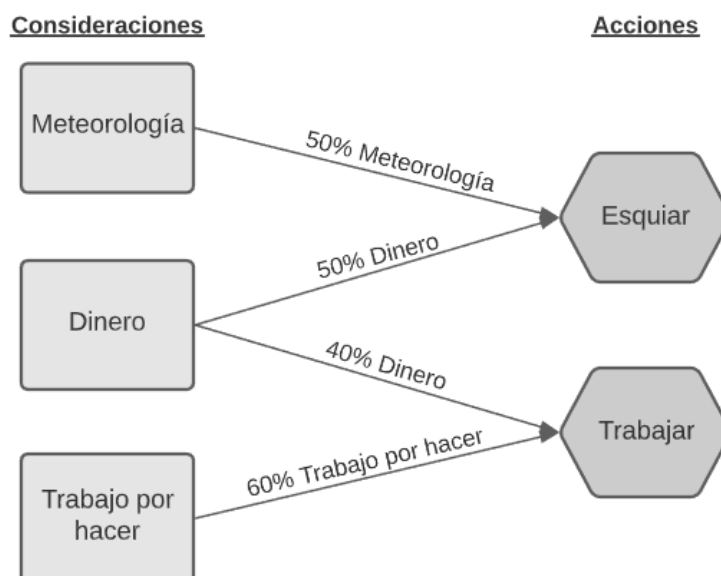 Consideraciones
Acciones
Meteorología
50% Meteorología
Esquiar
50% Dinero
Dinero
40% Dinero
Trabajar
60% Trabajo por hacer
Trabajo por
hacer